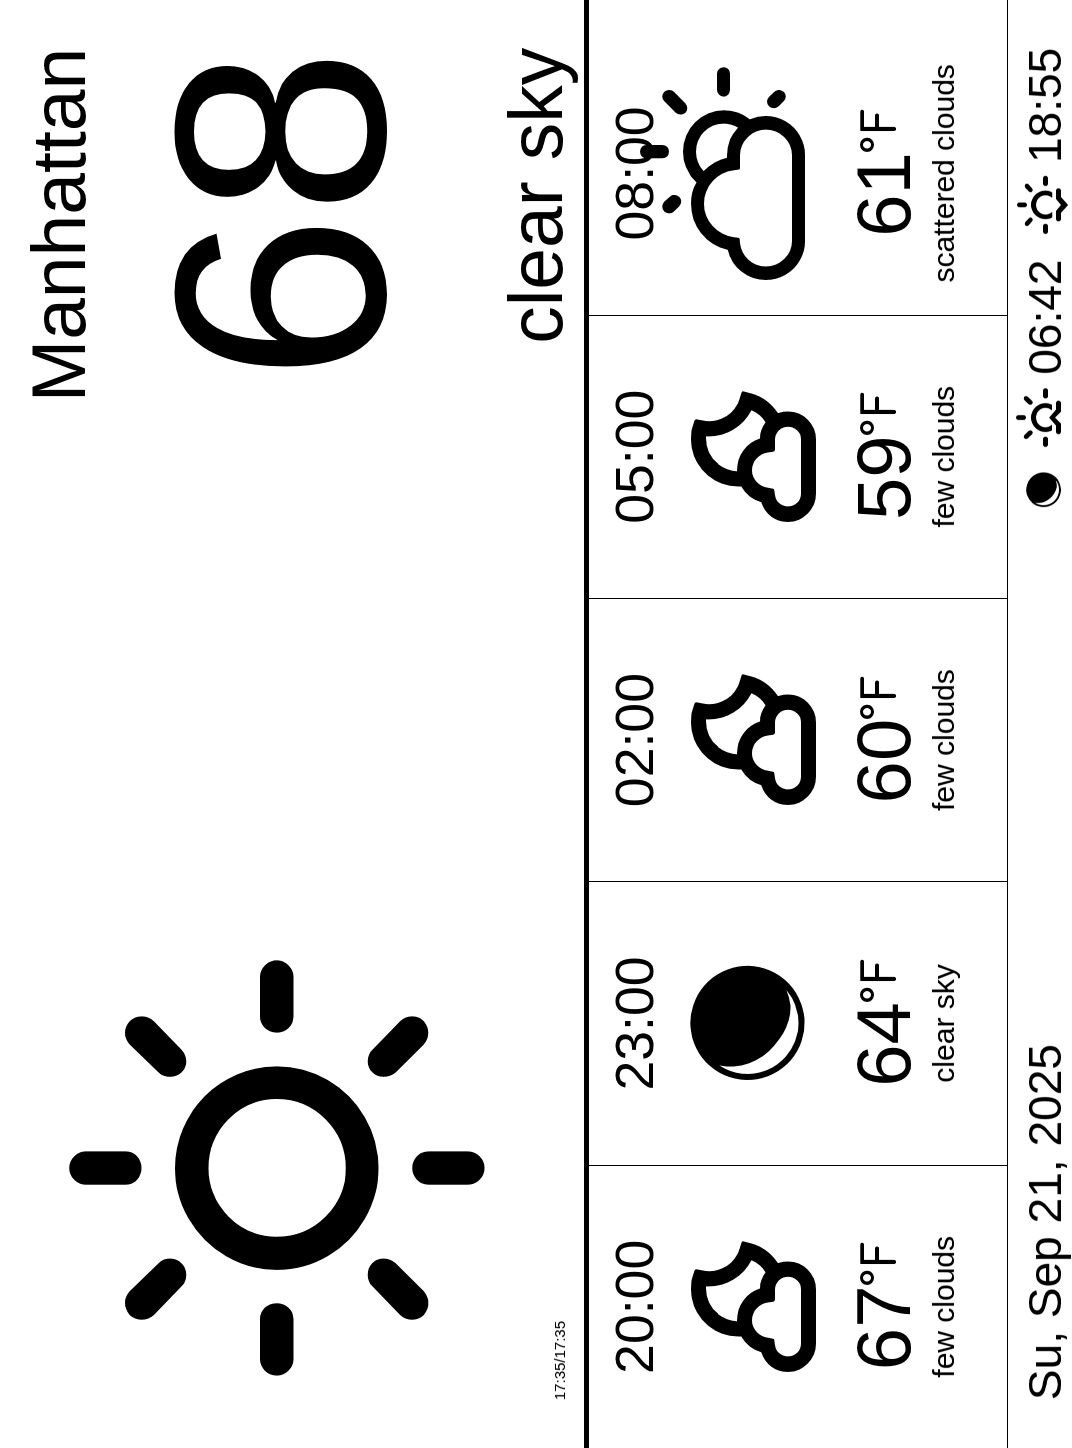 Manhattan
68
clear sky
17:35/17:35
20:00
67°F
few clouds
23:00
64°F
clear sky
02:00
60°F
few clouds
05:00
59°F
few clouds
08:00
61°F
scattered clouds
Su, Sep 21, 2025
06:42
18:55